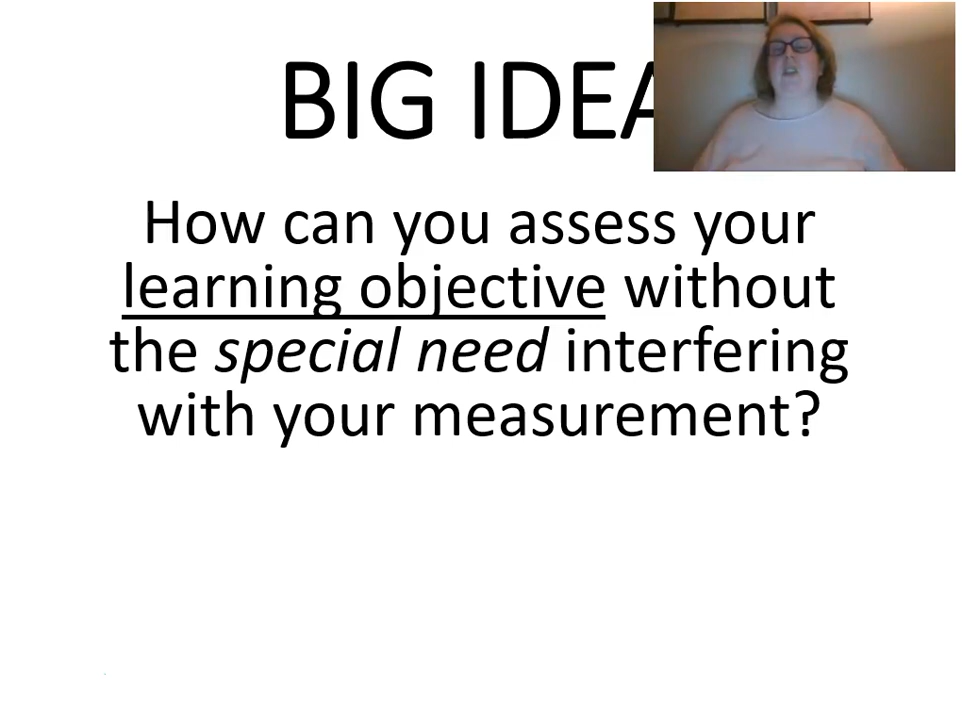 BIG IDEA
How can you assess your
learning objective without
the special need interfering
with your measurement?